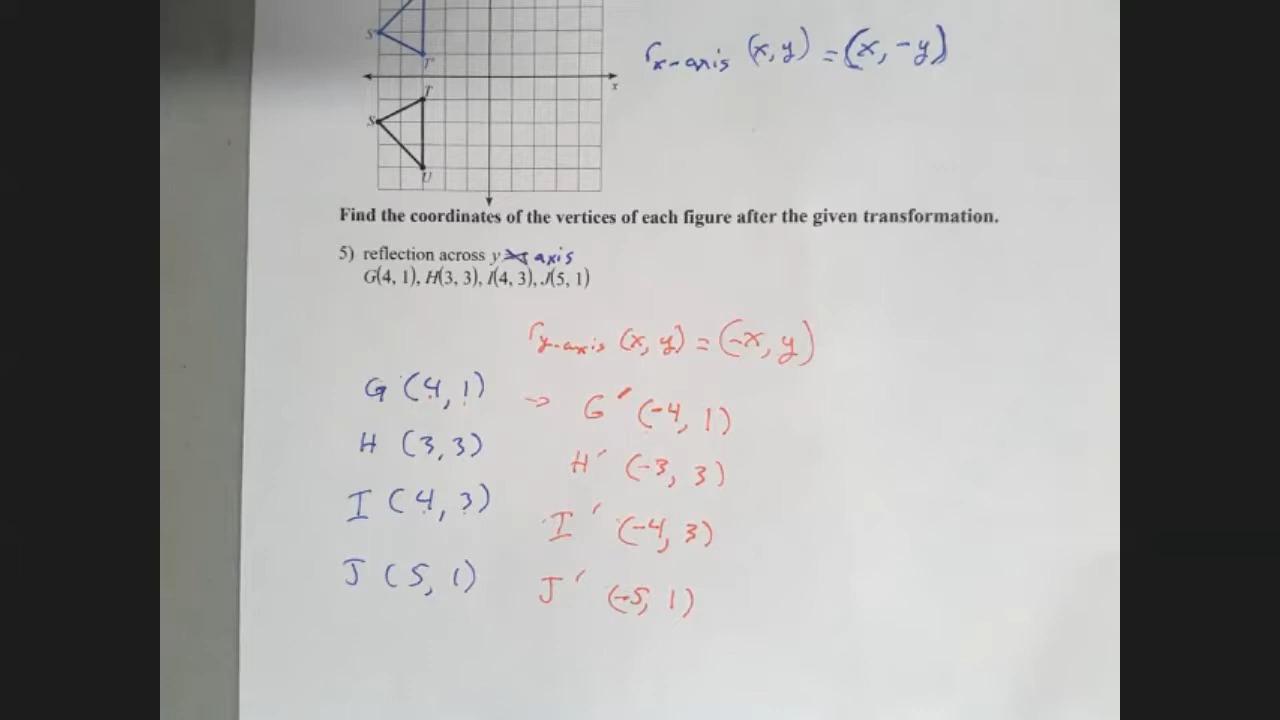 S'
T'
r x-axis (x, y) = (x, -y)
x
T
S
U
Find the coordinates of the vertices of each figure after the given transformation.
5) reflection across y axis
G(4, 1), H(3, 3), I(4, 3), J(5, 1)
r y-axis (x, y) = (-x, y)
G (4, 1) → G' (-4, 1)
H (3, 3) H' (-3, 3)
I (4, 3) I' (-4, 3)
J (5, 1) J' (-5, 1)